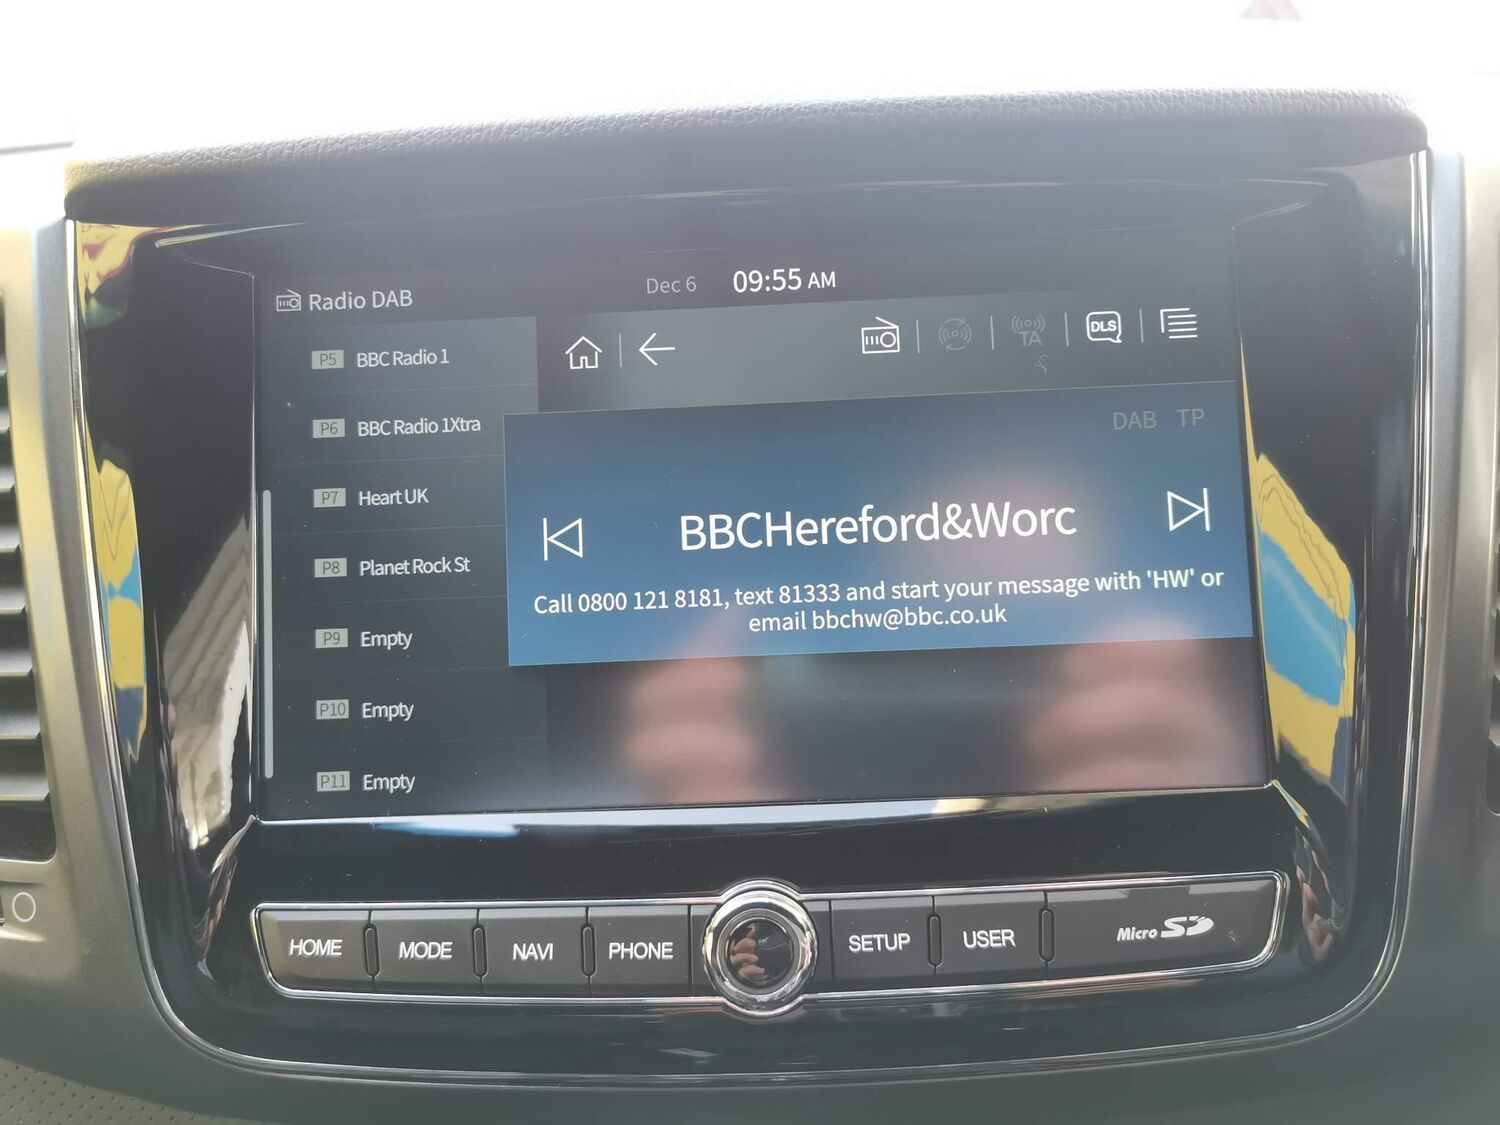 Dec 6 09:55 AM
Radio DAB
TA
DLS
P5 BBC Radio 1
P6 BBC Radio 1Xtra
P7 Heart UK
P8 Planet Rock St
P9 Empty
P10 Empty
P11 Empty
DAB TP
BBCHereford&Worc
Call 0800 121 8181, text 81333 and start your message with 'HW' or
email bbchw@bbc.co.uk
HOME MODE NAVI PHONE SETUP USER Micro SD